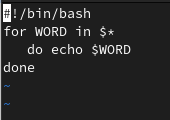 #!/bin/bash
for WORD in $*
   do echo $WORD
done
~
~